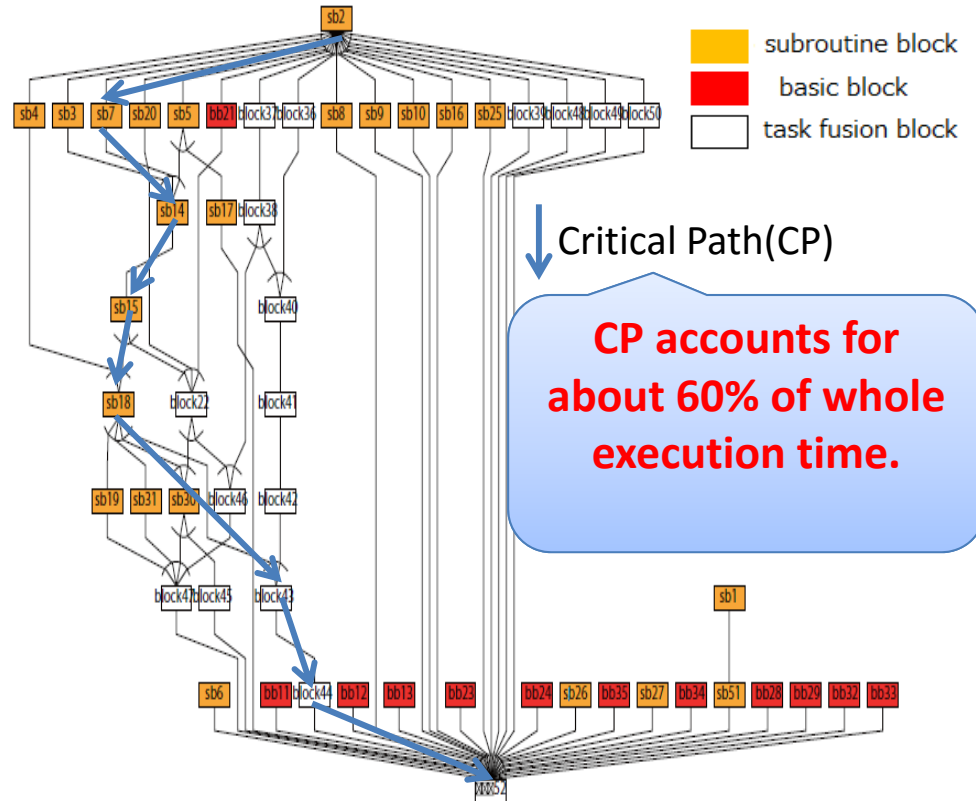 sb2
subroutine block
basic block
task fusion block
sb4 sb3 sb7 sb20 sb5 bb21 block37 block36 sb8 sb9 sb10 sb16 sb25 block39 block48 block49 block50
sb14 sb17 block38
Critical Path(CP)
sb15 block40
CP accounts for
about 60% of whole
execution time.
sb18 block22 block41
sb19 sb31 sb30 block46 block42
block47 block45 block43 sb1
sb6 bb11 block44 bb12 bb13 bb23 bb24 sb26 bb35 sb27 bb34 sb51 bb28 bb29 bb32 bb33